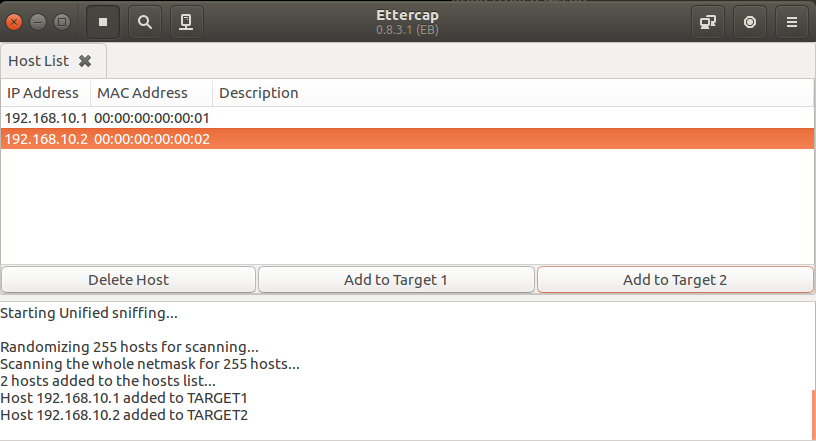 Ettercap
0.8.3.1 (EB)
Host List
IP Address MAC Address Description
192.168.10.1 00:00:00:00:00:01
192.168.10.2 00:00:00:00:00:02
Delete Host Add to Target 1 Add to Target 2
Starting Unified sniffing...
Randomizing 255 hosts for scanning...
Scanning the whole netmask for 255 hosts...
2 hosts added to the hosts list...
Host 192.168.10.1 added to TARGET1
Host 192.168.10.2 added to TARGET2